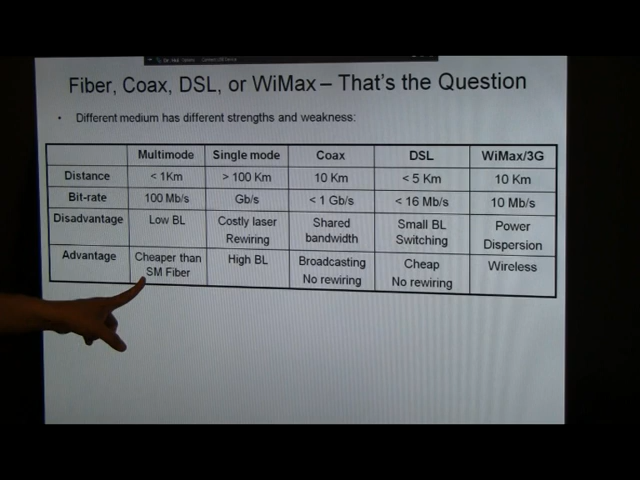 Fiber, Coax, DSL, or WiMax – That's the Question
• Different medium has different strengths and weakness:
Multimode Single mode Coax DSL WiMax/3G
Distance < 1Km > 100 Km 10 Km < 5 Km 10 Km
Bit-rate 100 Mb/s Gb/s < 1 Gb/s < 16 Mb/s 10 Mb/s
Disadvantage Low BL Costly laser Shared Small BL Power
Rewiring bandwidth Switching Dispersion
Advantage Cheaper than High BL Broadcasting Cheap Wireless
SM Fiber No rewiring No rewiring